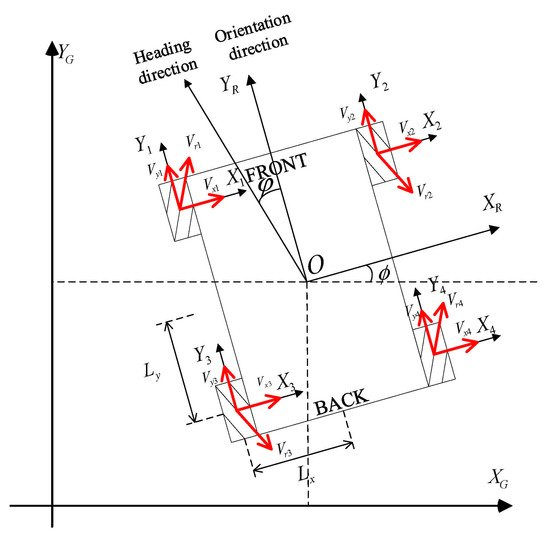 Heading direction
Orientation direction
Y_G
Y_R
Y_2
V_y2
V_x2
X_2
V_r2
Y_1
V_r1
V_y1
V_x1
X_1
FRONT
φ
X_R
O
ϕ
Y_4
V_y4
V_r4
V_x4
X_4
L_y
Y_3
V_y3
V_x3
X_3
BACK
V_r3
L_x
X_G